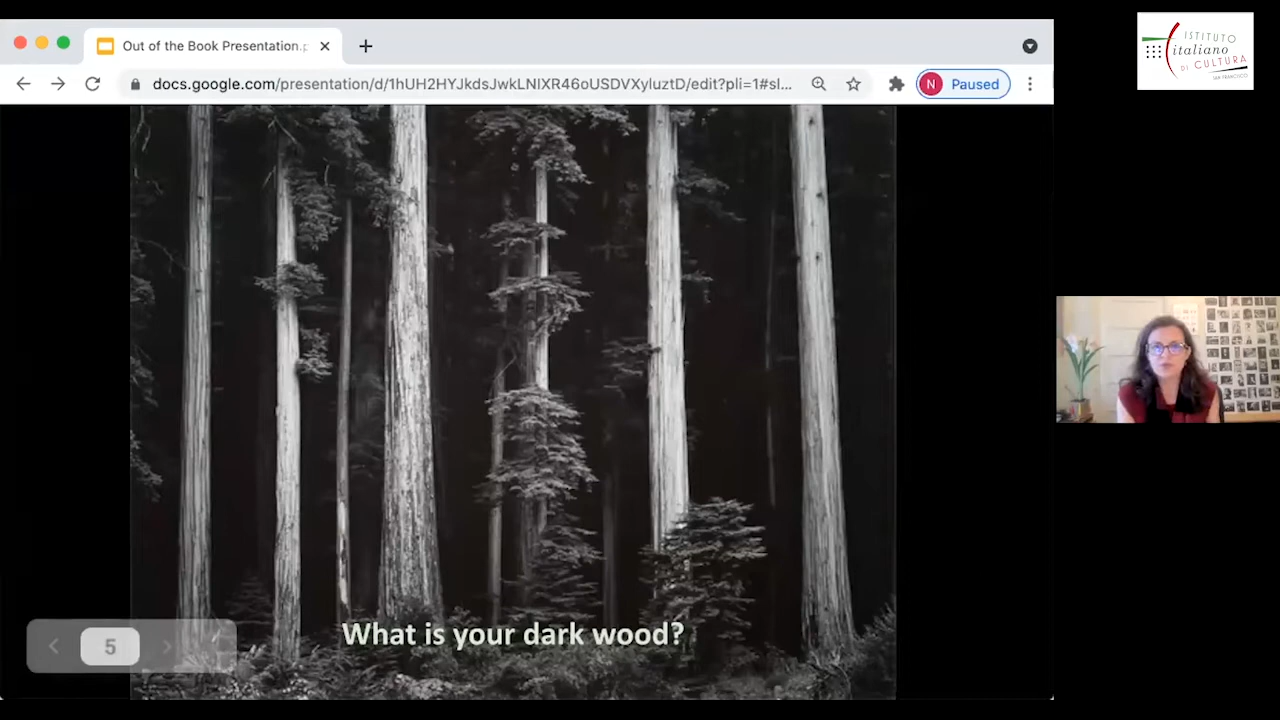 Out of the Book Presentation.
docs.google.com/presentation/d/1hUH2HYJkdsJWkLNXR46oUSDVXyluztD/edit?pli=1#sl...
N
Paused
5
What is your dark wood?
ISTITUTO
italiano
DI CULTURA
SAN FRANCISCO